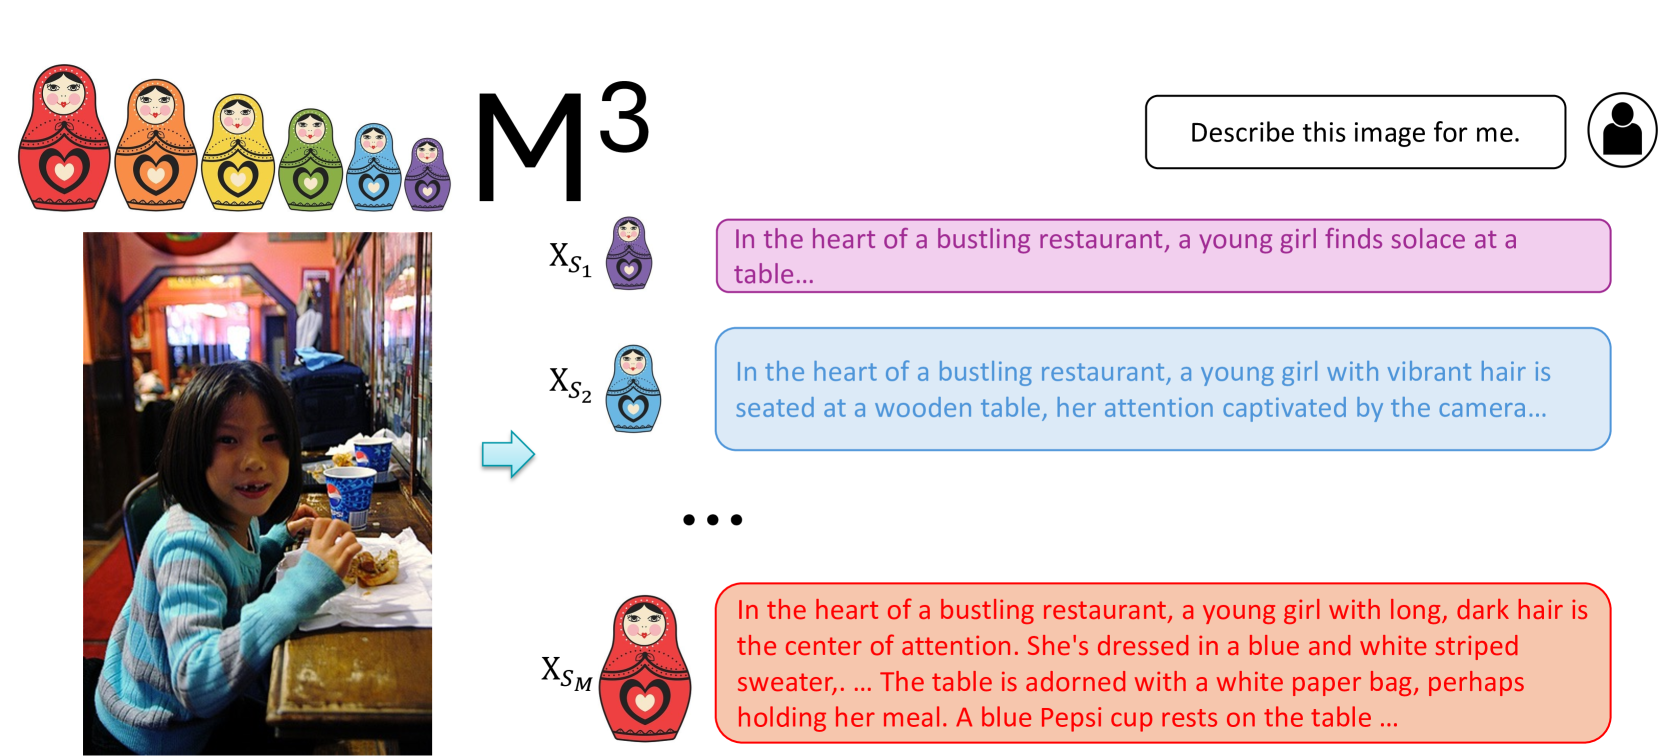 M³
Describe this image for me.
X_{S_1}
In the heart of a bustling restaurant, a young girl finds solace at a
table...
X_{S_2}
In the heart of a bustling restaurant, a young girl with vibrant hair is
seated at a wooden table, her attention captivated by the camera...
...
X_{S_M}
In the heart of a bustling restaurant, a young girl with long, dark hair is
the center of attention. She's dressed in a blue and white striped
sweater,. ... The table is adorned with a white paper bag, perhaps
holding her meal. A blue Pepsi cup rests on the table ...